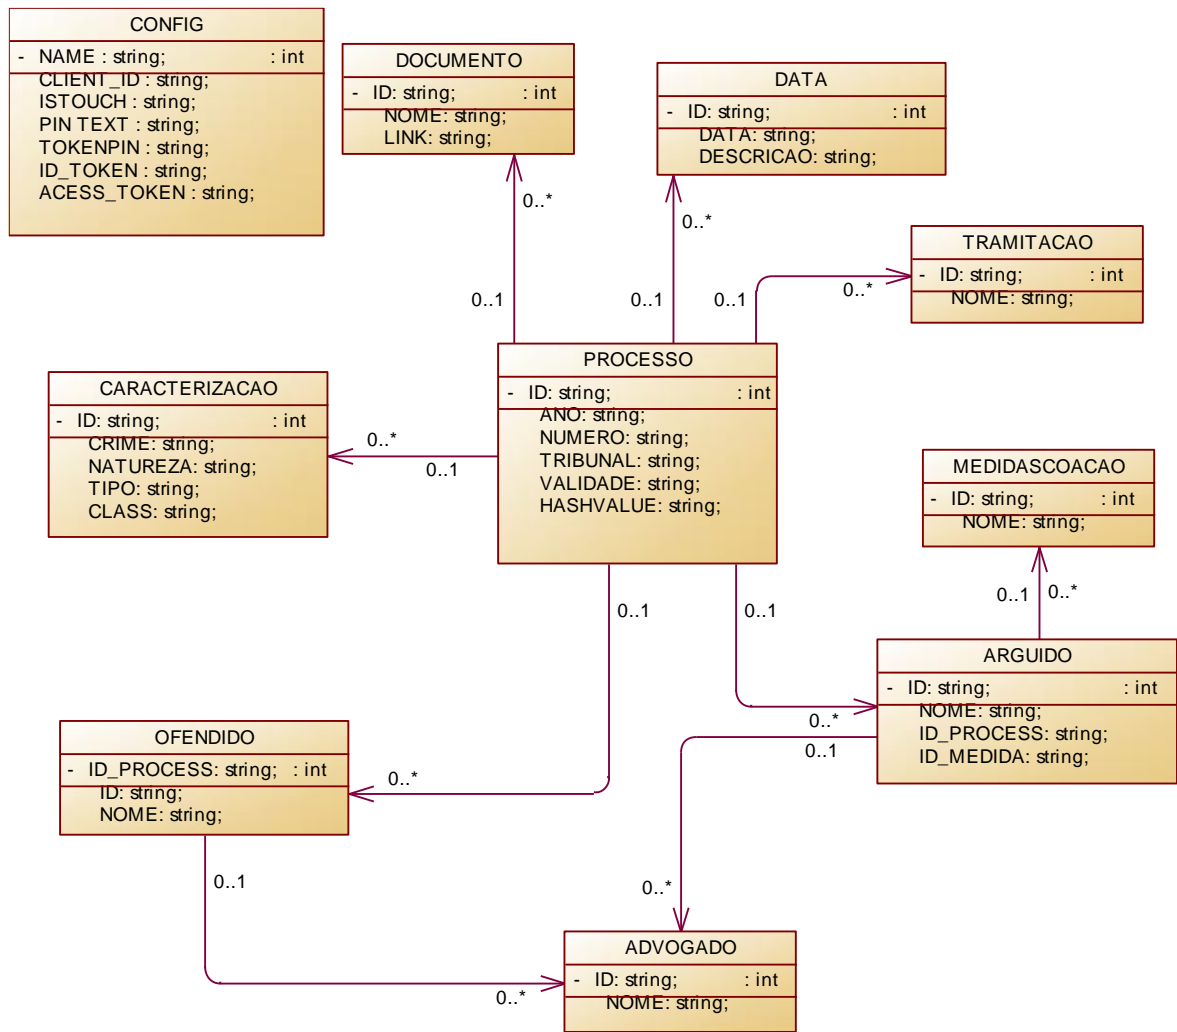 CONFIG
- NAME : string; : int
CLIENT_ID : string;
ISTOUCH : string;
PIN TEXT : string;
TOKENPIN : string;
ID_TOKEN : string;
ACESS_TOKEN : string;
DOCUMENTO
- ID: string; : int
NOME: string;
LINK: string;
DATA
- ID: string; : int
DATA: string;
DESCRICAO: string;
0..*
0..1
0..*
0..1
TRAMITACAO
- ID: string; : int
NOME: string;
0..1
0..*
PROCESSO
- ID: string; : int
ANO: string;
NUMERO: string;
TRIBUNAL: string;
VALIDADE: string;
HASHVALUE: string;
CARACTERIZACAO
- ID: string; : int
CRIME: string;
NATUREZA: string;
TIPO: string;
CLASS: string;
0..*
0..1
MEDIDASCOACAO
- ID: string; : int
NOME: string;
0..1
0..*
0..1
0..1
ARGUIDO
- ID: string; : int
NOME: string;
ID_PROCESS: string;
ID_MEDIDA: string;
0..*
0..1
OFENDIDO
- ID_PROCESS: string; : int
ID: string;
NOME: string;
0..*
0..1
0..*
0..*
ADVOGADO
- ID: string; : int
NOME: string;